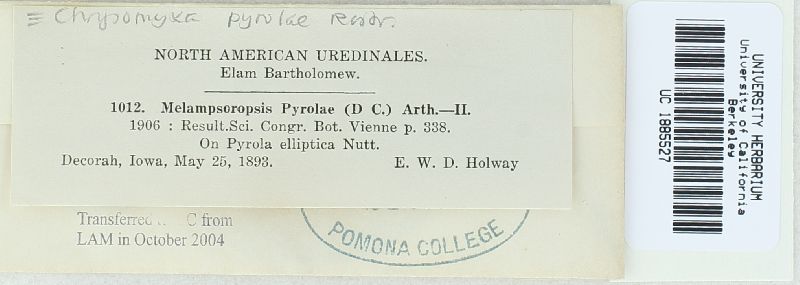 ≡ Chrysomyxa pyrolae Rostr.
NORTH AMERICAN UREDINALES.
Elam Bartholomew.
1012. Melampsoropsis Pyrolae (D C.) Arth.—II.
1906 : Result.Sci. Congr. Bot. Vienne p. 338.
On Pyrola elliptica Nutt.
Decorah, Iowa, May 25, 1893. E. W. D. Holway
Transferred C from
LAM in October 2004
POMONA COLLEGE
UNIVERSITY HERBARIUM
University of California
Berkeley
UC 1885527